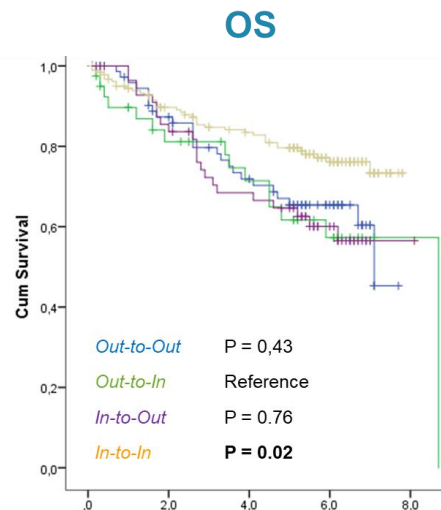 OS
1,0
0,8
0,6
0,4
0,2
0,0
Cum Survival
Out-to-Out P = 0,43
Out-to-In Reference
In-to-Out P = 0.76
In-to-In P = 0.02
.0 2.0 4.0 6.0 8.0